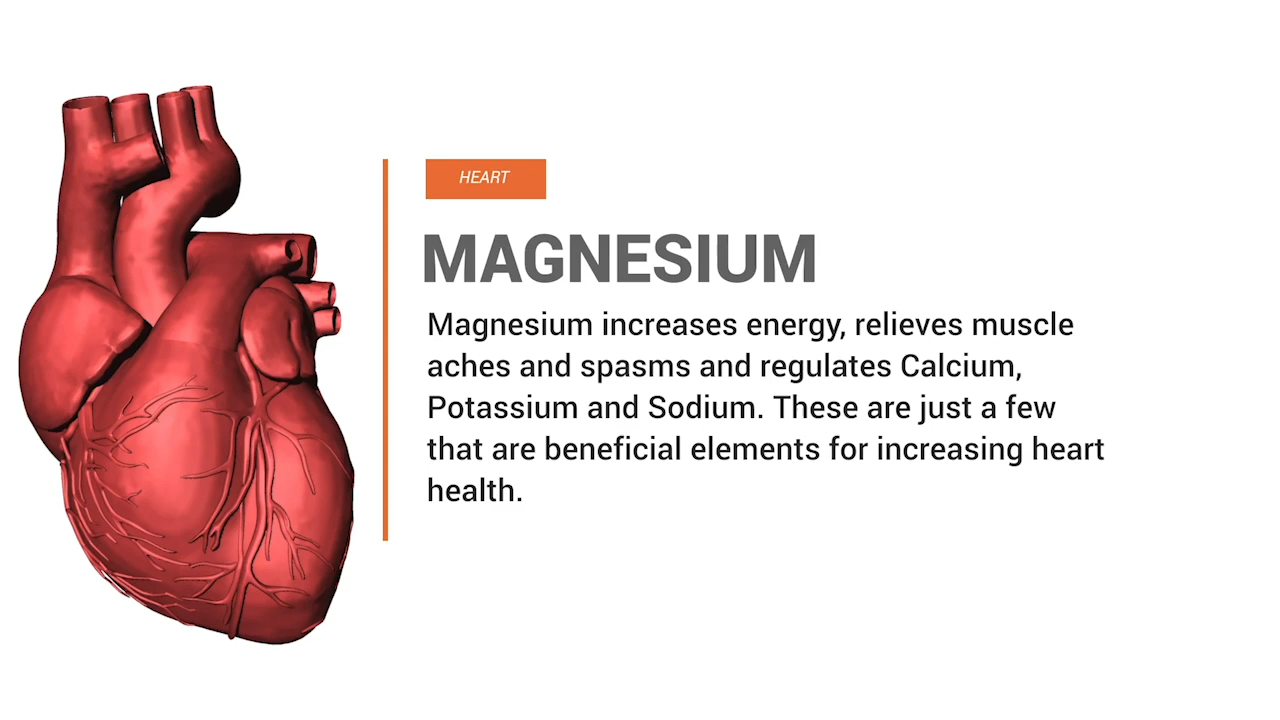 HEART
MAGNESIUM
Magnesium increases energy, relieves muscle
aches and spasms and regulates Calcium,
Potassium and Sodium. These are just a few
that are beneficial elements for increasing heart
health.